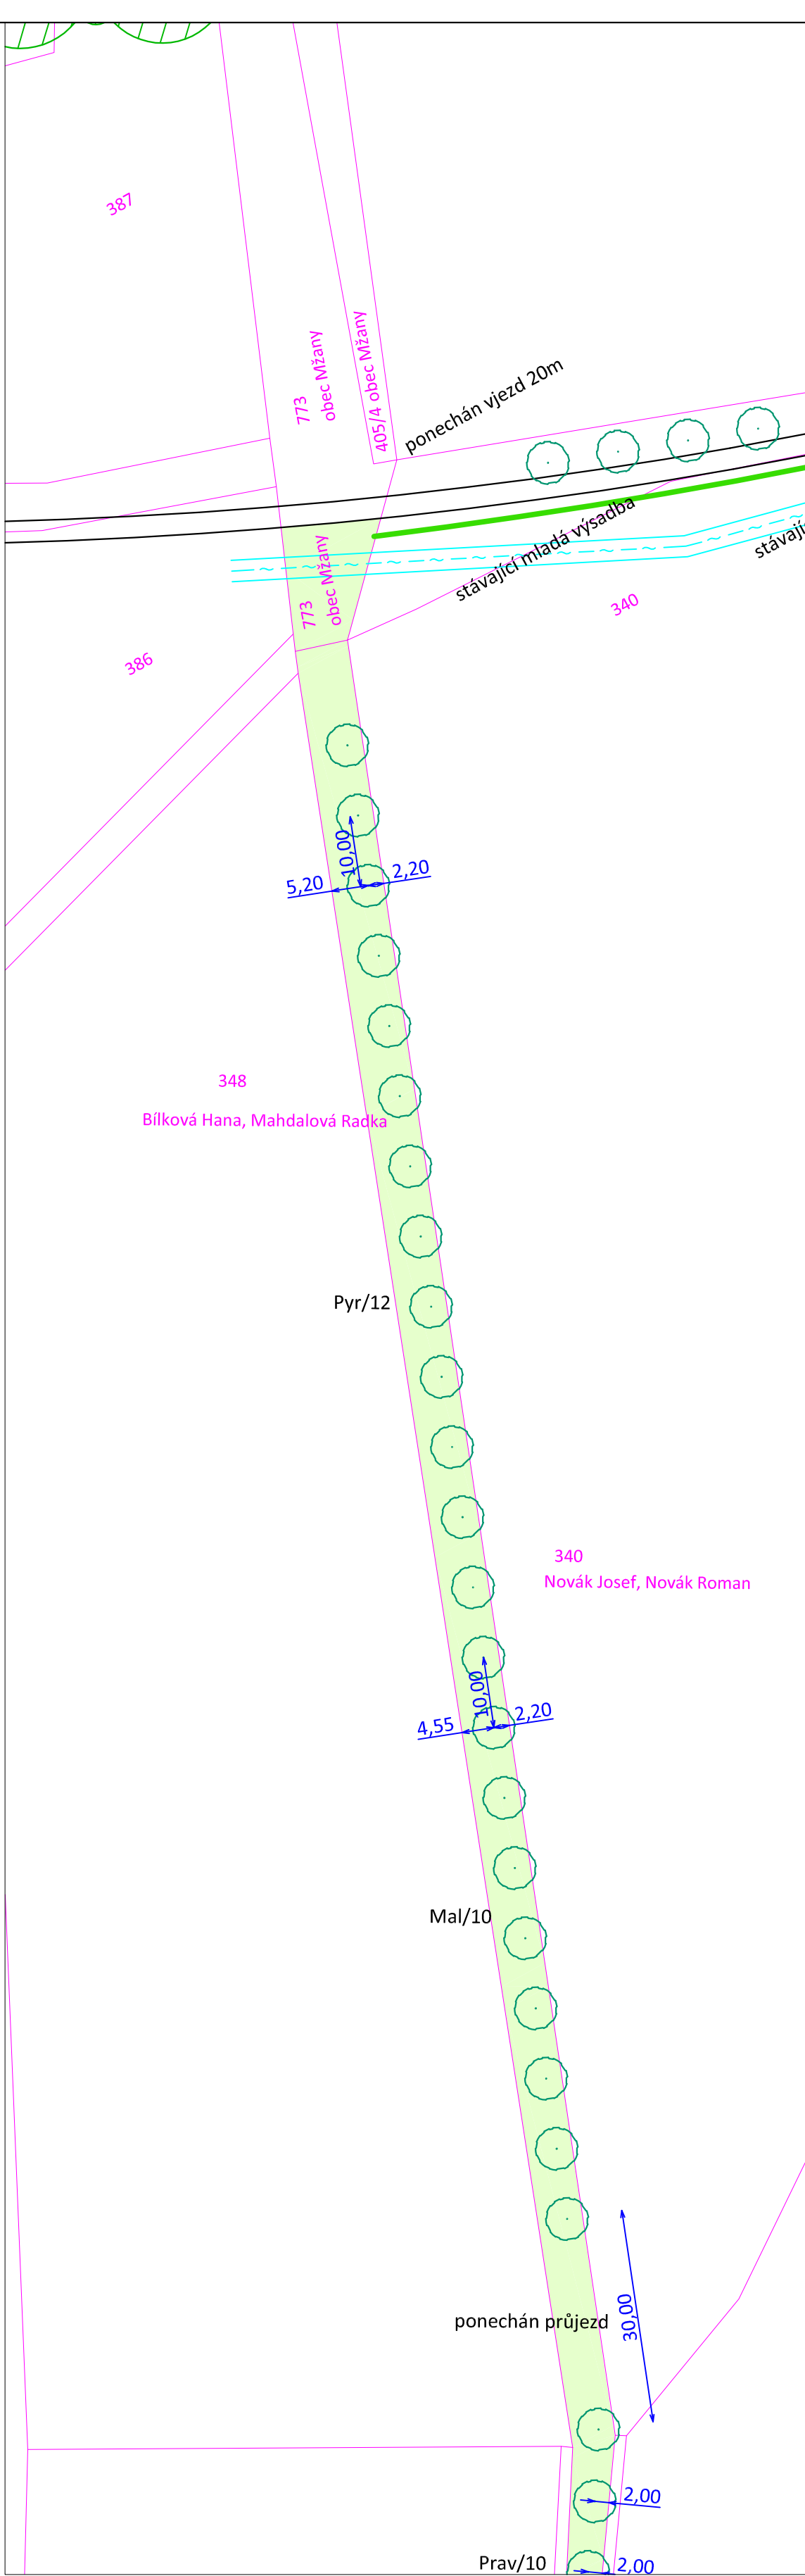 387
773
obec Mžany
405/4 obec Mžany
ponechán vjezd 20m
stávající mladá výsadba
773
obec Mžany
340
386
10,00
5,20
2,20
348
Bílková Hana, Mahdalová Radka
Pyr/12
340
Novák Josef, Novák Roman
10,00
4,55
2,20
Mal/10
ponechán průjezd
30,00
2,00
Prav/10
2,00